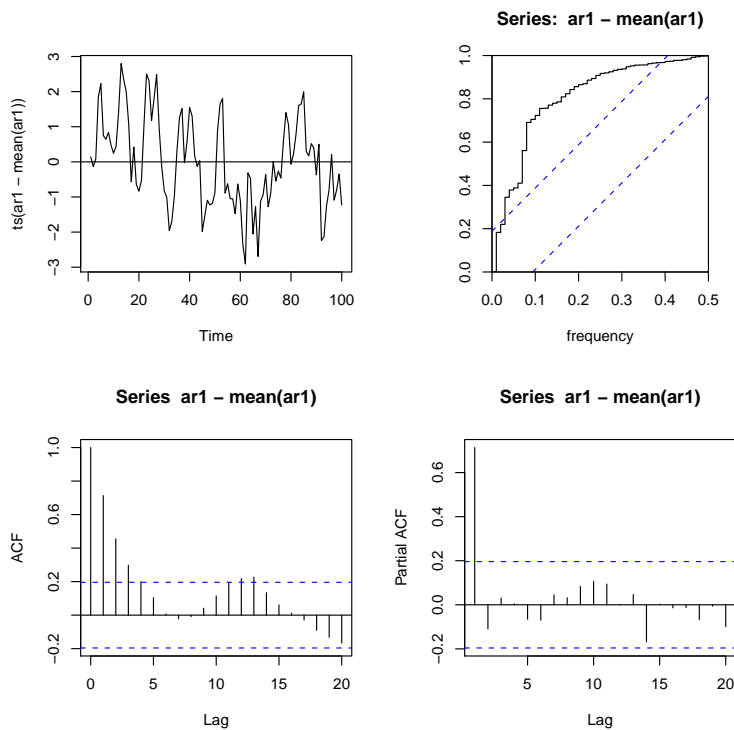 ts(ar1 − mean(ar1))
3
2
1
0
−1
−2
−3
0 20 40 60 80 100
Time
Series: ar1 − mean(ar1)
1.0
0.8
0.6
0.4
0.2
0.0
0.0 0.1 0.2 0.3 0.4 0.5
frequency
Series ar1 − mean(ar1)
ACF
1.0
0.6
0.2
−0.2
0 5 10 15 20
Lag
Series ar1 − mean(ar1)
Partial ACF
0.6
0.4
0.2
0.0
−0.2
5 10 15 20
Lag